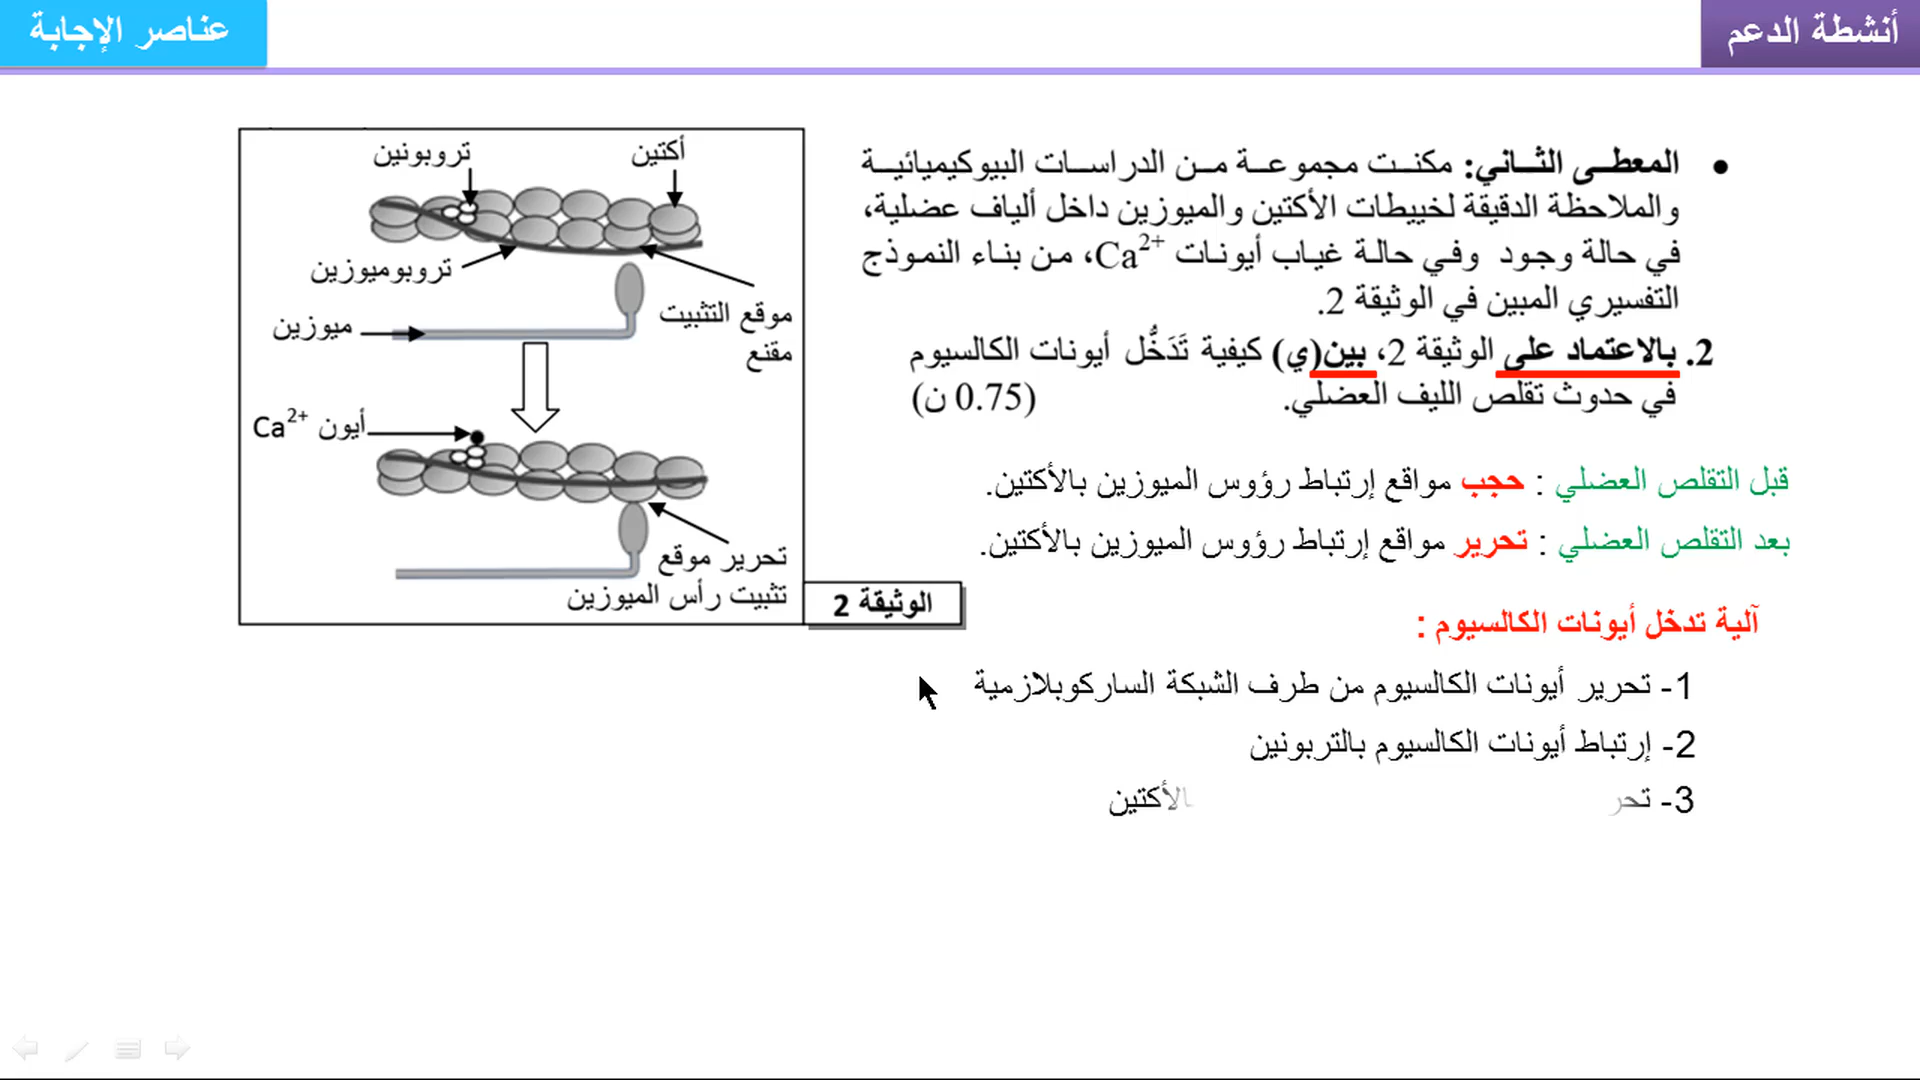 أنشطة الدعم
عناصر الإجابة
• المعطى الثاني: مكنت مجموعة من الدراسات البيوكيميائية
والملاحظة الدقيقة لخييطات الأكتين والميوزين داخل ألياف عضلية،
في حالة وجود وفي حالة غياب أيونات Ca2+، من بناء النموذج
التفسيري المبين في الوثيقة 2.
2. بالاعتماد على الوثيقة 2، بين(ي) كيفية تَدَخُّل أيونات الكالسيوم
في حدوث تقلص الليف العضلي. (0.75 ن)
قبل التقلص العضلي : حجب مواقع إرتباط رؤوس الميوزين بالأكتين.
بعد التقلص العضلي : تحرير مواقع إرتباط رؤوس الميوزين بالأكتين.
آلية تدخل أيونات الكالسيوم :
1- تحرير أيونات الكالسيوم من طرف الشبكة الساركوبلازمية
2- إرتباط أيونات الكالسيوم بالتربونين
3- تحر بالأكتين
أكتين
تروبونين
تروبوميوزين
موقع التثبيت
مقنع
ميوزين
أيون Ca2+
تحرير موقع
تثبيت رأس الميوزين
الوثيقة 2